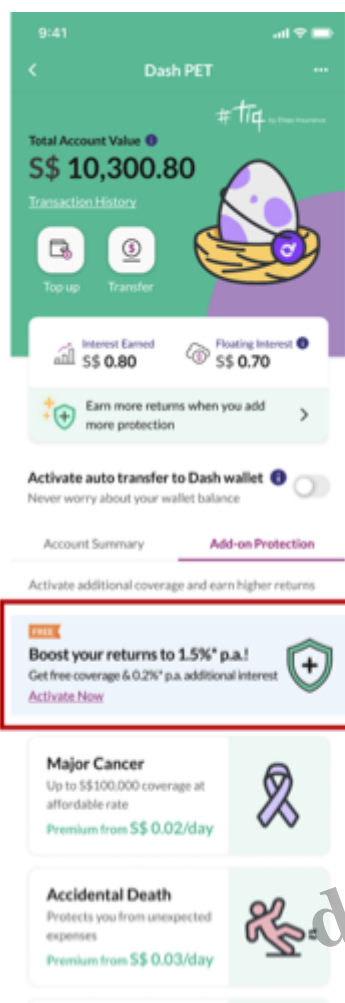 9:41
Dash PET
#tiq by Etiqa Insurance
Total Account Value
S$ 10,300.80
Transaction History
Top up
Transfer
Interest Earned
S$ 0.80
Floating Interest
S$ 0.70
Earn more returns when you add
more protection
Activate auto transfer to Dash wallet
Never worry about your wallet balance
Account Summary
Add-on Protection
Activate additional coverage and earn higher returns
FREE
Boost your returns to 1.5%* p.a.!
Get free coverage & 0.2%* p.a. additional interest
Activate Now
Major Cancer
Up to S$100,000 coverage at
affordable rate
Premium from S$ 0.02/day
Accidental Death
Protects you from unexpected
expenses
Premium from S$ 0.03/day